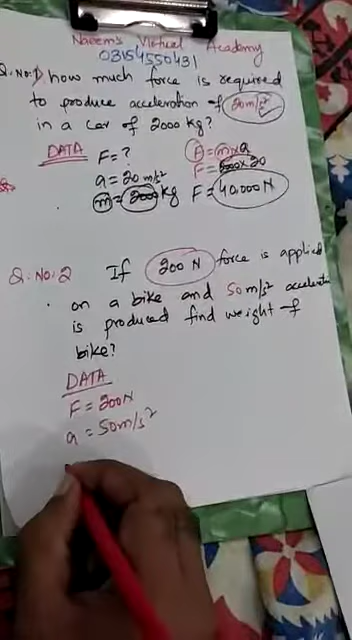 Naeem's Virtual Academy
03154550431
Q.No:1) how much force is required
to produce acceleration of 20m/s²
in a car of 2000 kg?
DATA
F = ?
a = 20 m/s²
m = 2000 kg
F = m×a
F = 2000×20
F = 40,000N
Q.No:2 If 200 N force is applied
on a bike and 50m/s² acceleration
is produced find weight of
bike?
DATA
F = 200N
a = 50m/s²